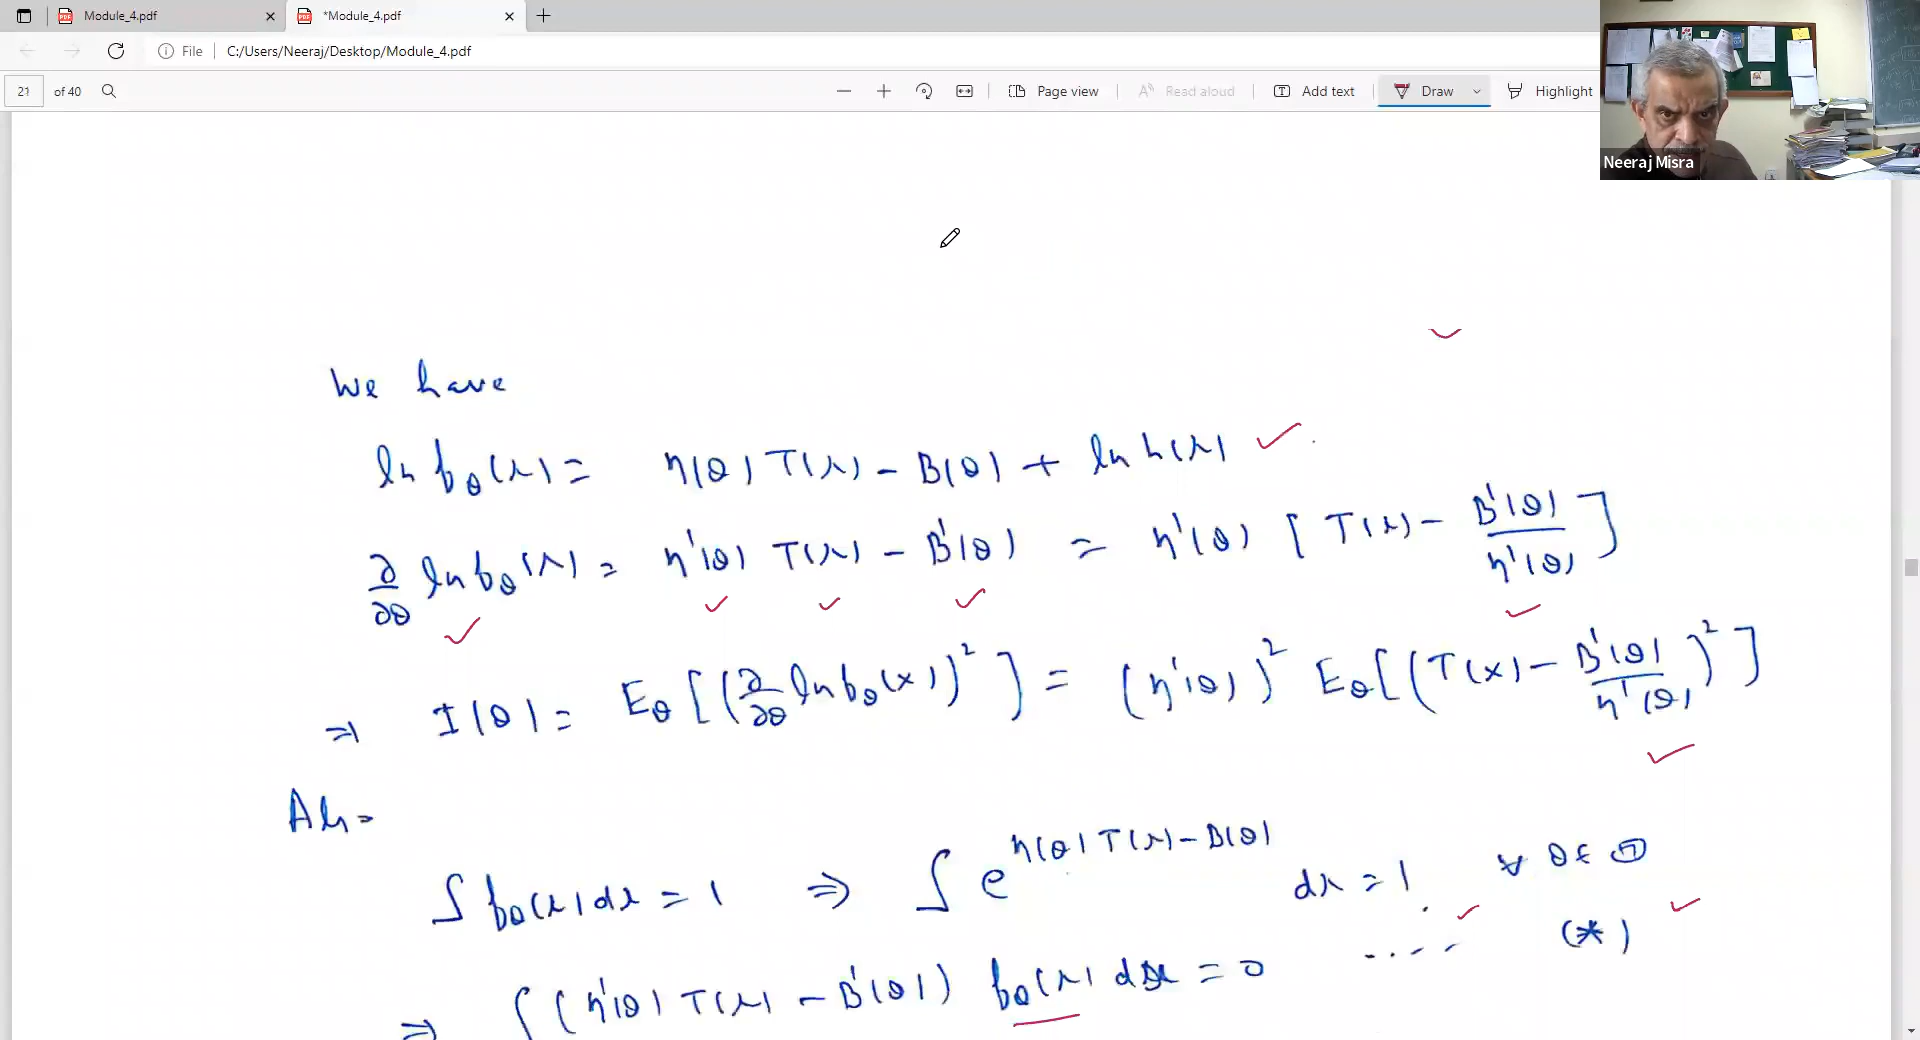 Module_4.pdf
*Module_4.pdf
File
C:/Users/Neeraj/Desktop/Module_4.pdf
21 of 40
Page view
Read aloud
Add text
Draw
Highlight
Neeraj Misra
We have
ln f_θ(x) = η(θ) T(x) - B(θ) + ln h(x)
∂/∂θ ln f_θ(x) = η'(θ) T(x) - B'(θ) = η'(θ) [T(x) - B'(θ)/η'(θ)]
⇒ I(θ) = E_θ[(∂/∂θ ln f_θ(X))²] = (η'(θ))² E_θ[(T(X) - B'(θ)/η'(θ))²]
Also
∫ f_θ(x) dx = 1 ⇒ ∫ e^{η(θ) T(x) - B(θ)} dx = 1 ∀ θ ∈ Θ
⇒ ∫ (η'(θ) T(x) - B'(θ)) f_θ(x) dx = 0 .... (*)